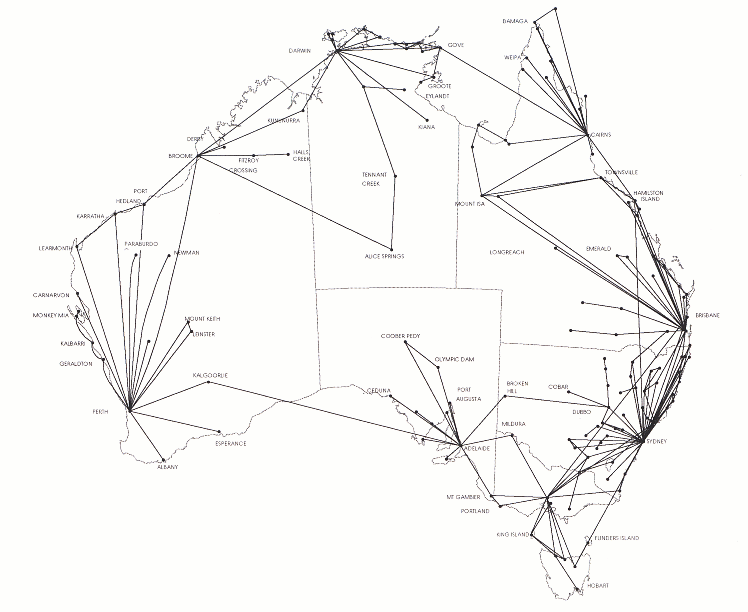 DAMAGA
DARWIN
GOVE
WEIPA
GROOTE
EYLANDT
KUNUNURRA
KIANA
CAIRNS
DERBY
BROOME
HALLS
CREEK
FITZROY
CROSSING
TENNANT
CREEK
TOWNSVILLE
PORT
HEDLAND
HAMILTON
ISLAND
MOUNT ISA
KARRATHA
LEARMONTH
PARABURDO
NEWMAN
LONGREACH
EMERALD
ALICE SPRINGS
CARNARVON
MONKEY MIA
BRISBANE
MOUNT KEITH
LEINSTER
COOBER PEDY
KALBARRI
GERALDTON
OLYMPIC DAM
KALGOORLIE
CEDUNA
PORT
AUGUSTA
BROKEN
HILL
COBAR
PERTH
DUBBO
MILDURA
ESPERANCE
SYDNEY
ADELAIDE
ALBANY
MT GAMBIER
PORTLAND
KING ISLAND
FLINDERS ISLAND
HOBART